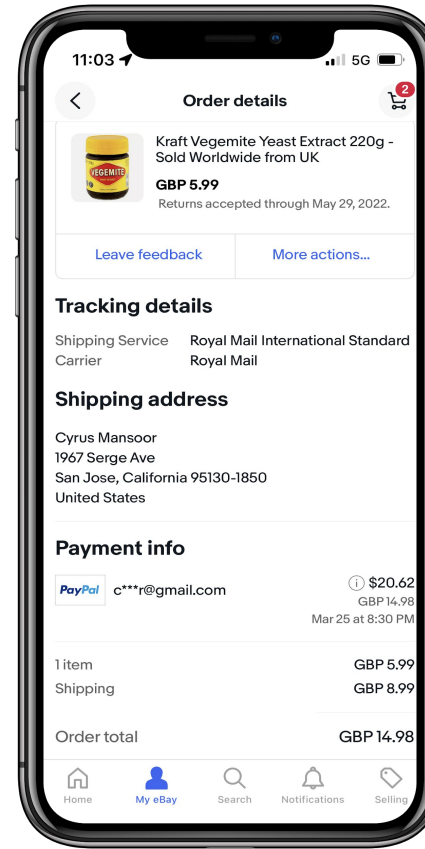 11:03
5G
Order details
2
VEGEMITE
Kraft Vegemite Yeast Extract 220g -
Sold Worldwide from UK
GBP 5.99
Returns accepted through May 29, 2022.
Leave feedback
More actions...
Tracking details
Shipping Service Royal Mail International Standard
Carrier Royal Mail
Shipping address
Cyrus Mansoor
1967 Serge Ave
San Jose, California 95130-1850
United States
Payment info
PayPal c***r@gmail.com
$20.62
GBP 14.98
Mar 25 at 8:30 PM
1 item GBP 5.99
Shipping GBP 8.99
Order total GBP 14.98
Home
My eBay
Search
Notifications
Selling